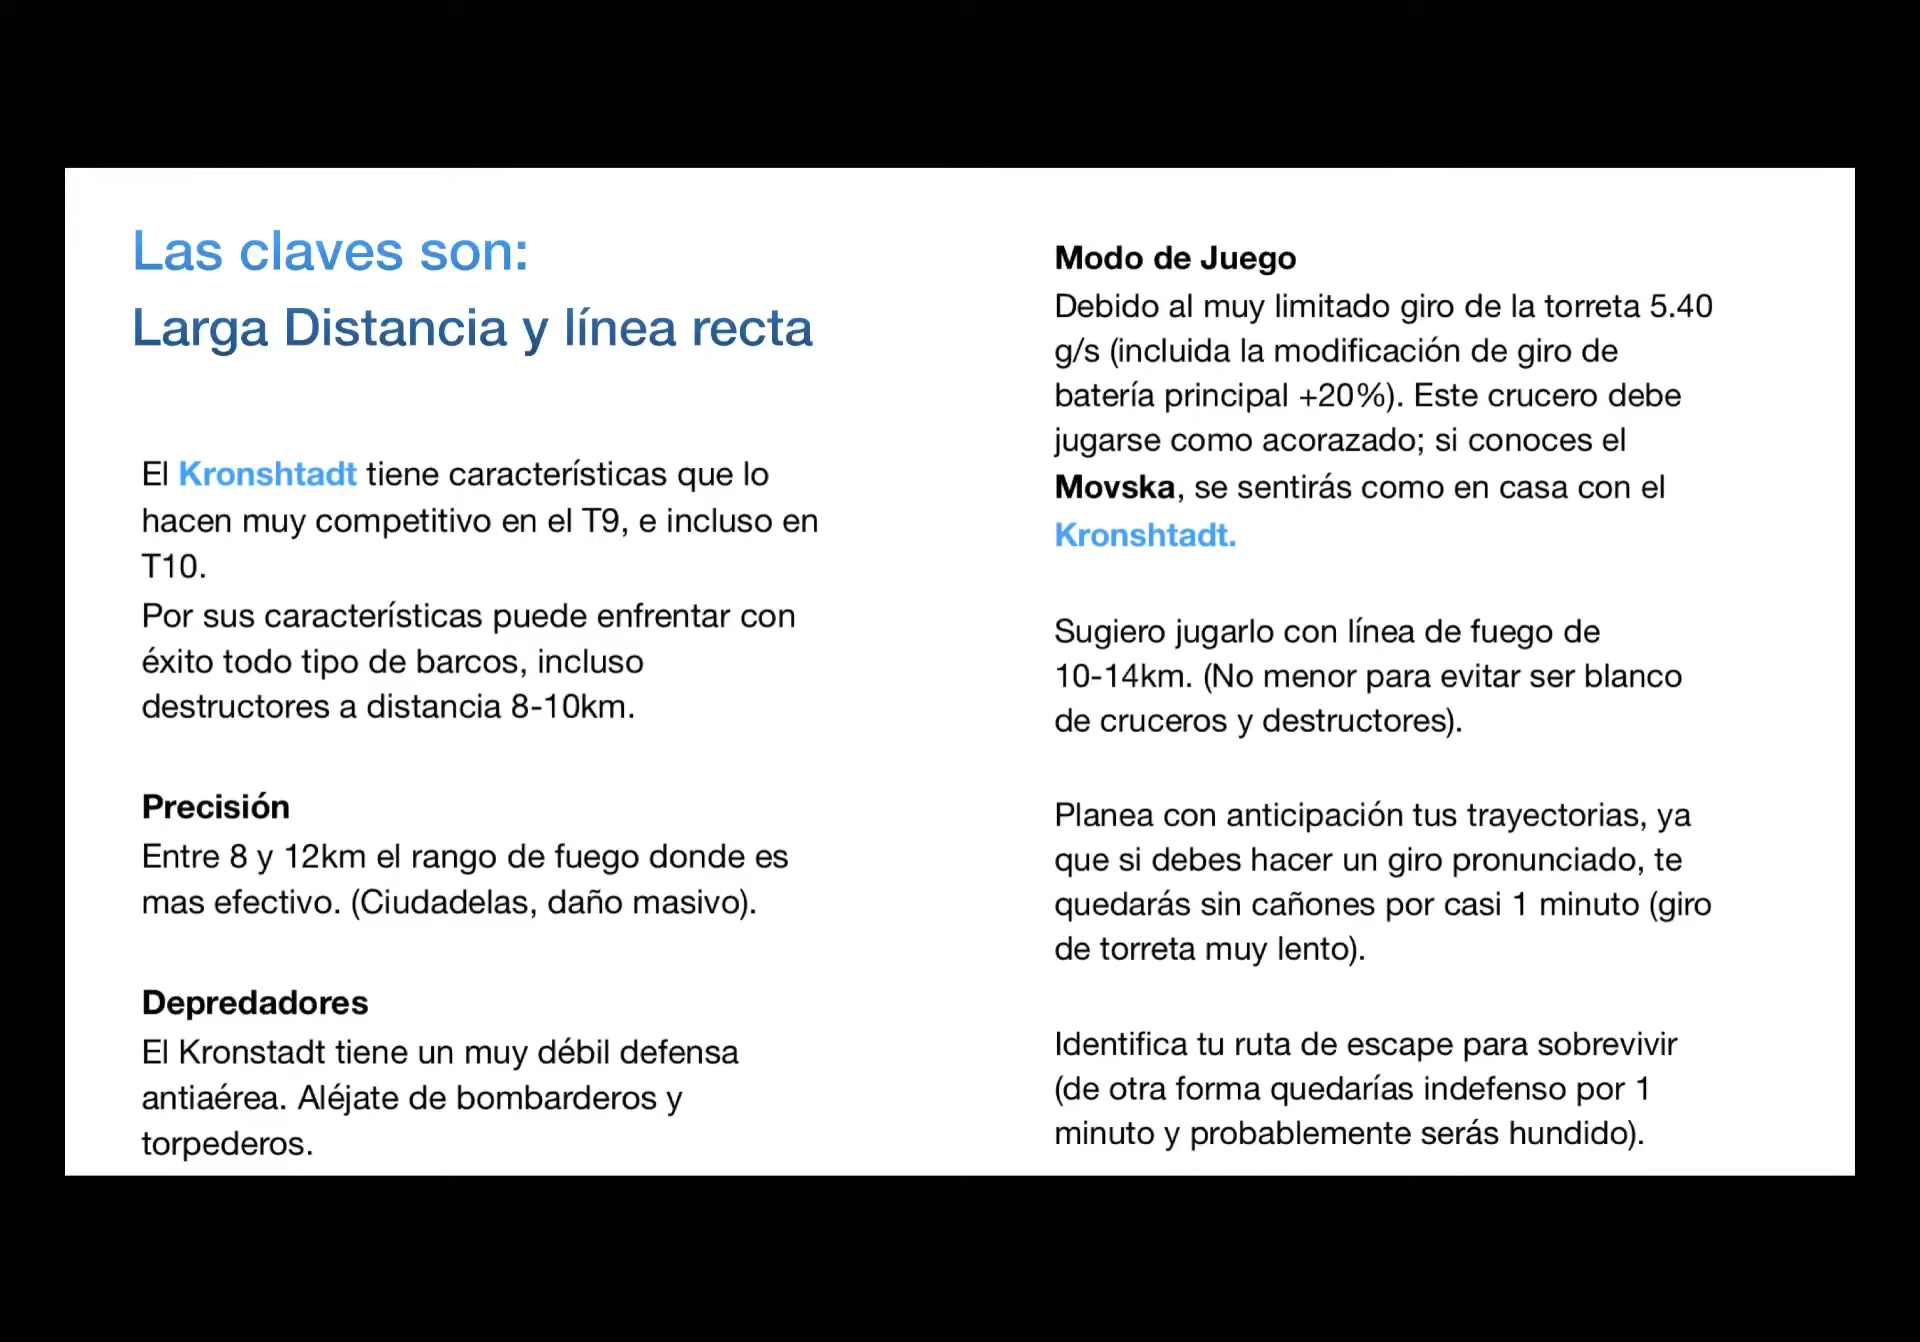 Las claves son:
Larga Distancia y línea recta
El Kronshtadt tiene características que lo
hacen muy competitivo en el T9, e incluso en
T10.
Por sus características puede enfrentar con
éxito todo tipo de barcos, incluso
destructores a distancia 8-10km.
Precisión
Entre 8 y 12km el rango de fuego donde es
mas efectivo. (Ciudadelas, daño masivo).
Depredadores
El Kronstadt tiene un muy débil defensa
antiaérea. Aléjate de bombarderos y
torpederos.
Modo de Juego
Debido al muy limitado giro de la torreta 5.40
g/s (incluida la modificación de giro de
batería principal +20%). Este crucero debe
jugarse como acorazado; si conoces el
Movska, se sentirás como en casa con el
Kronshtadt.
Sugiero jugarlo con línea de fuego de
10-14km. (No menor para evitar ser blanco
de cruceros y destructores).
Planea con anticipación tus trayectorias, ya
que si debes hacer un giro pronunciado, te
quedarás sin cañones por casi 1 minuto (giro
de torreta muy lento).
Identifica tu ruta de escape para sobrevivir
(de otra forma quedarías indefenso por 1
minuto y probablemente serás hundido).